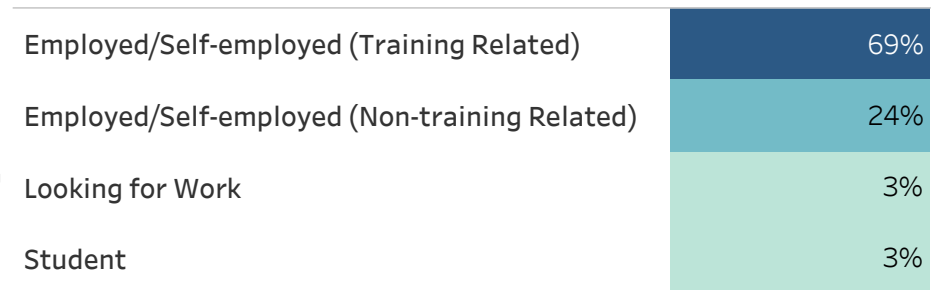 Employed/Self-employed (Training Related) 69%
Employed/Self-employed (Non-training Related) 24%
Looking for Work 3%
Student 3%